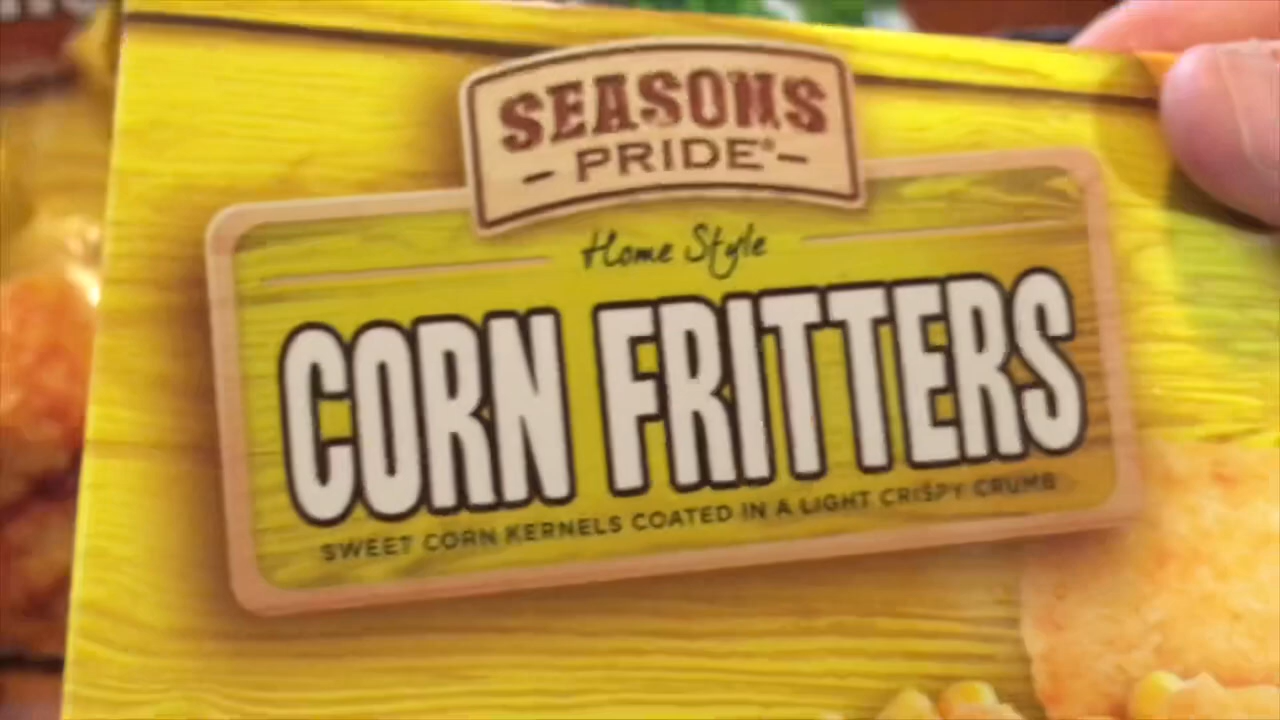 SEASONS
- PRIDE® -
Home Style
CORN FRITTERS
SWEET CORN KERNELS COATED IN A LIGHT CRISPY CRUMB